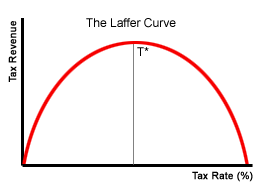 The Laffer Curve
T*
Tax Revenue
Tax Rate (%)